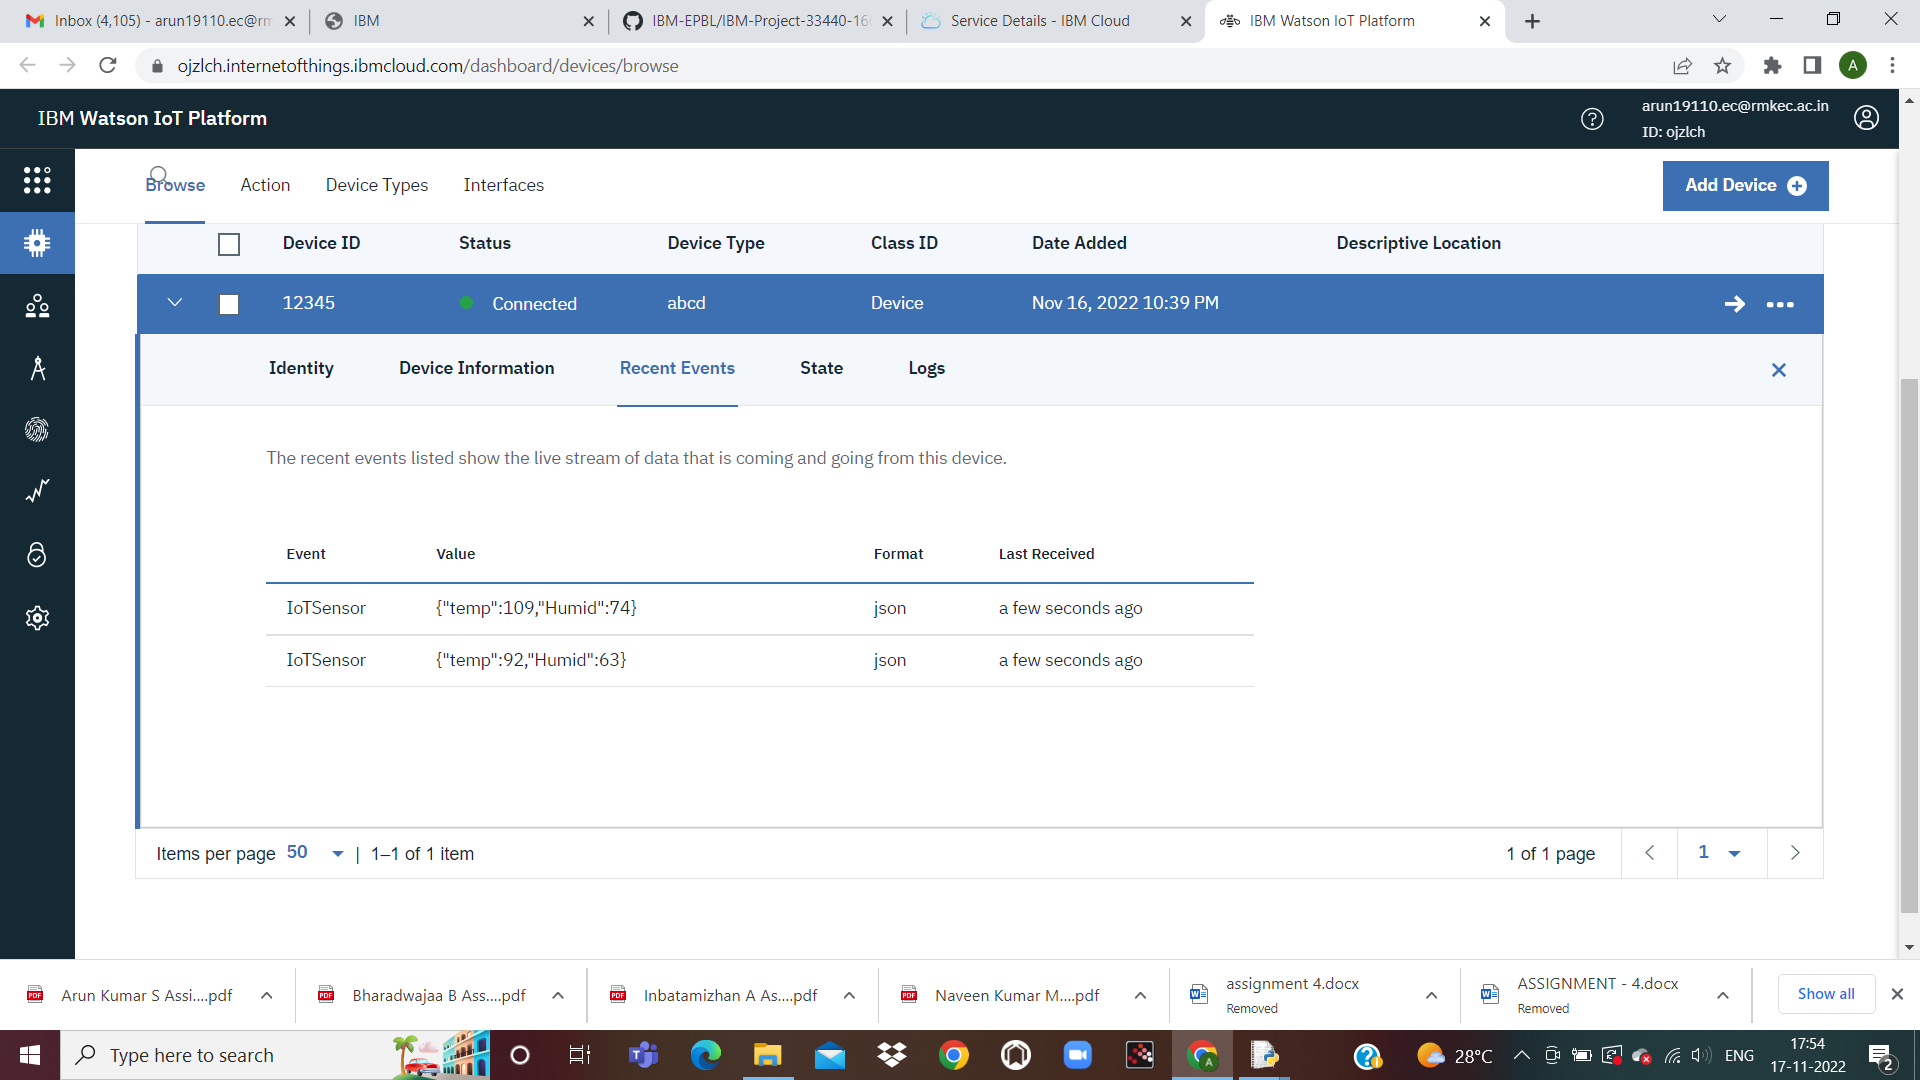 Inbox (4,105) - arun19110.ec@rm
IBM
IBM-EPBL/IBM-Project-33440-16
Service Details - IBM Cloud
IBM Watson IoT Platform
ojzlch.internetofthings.ibmcloud.com/dashboard/devices/browse
A
IBM Watson IoT Platform
arun19110.ec@rmkec.ac.in
ID: ojzlch
Browse Action Device Types Interfaces
Add Device
Device ID Status Device Type Class ID Date Added Descriptive Location
12345 Connected abcd Device Nov 16, 2022 10:39 PM
Identity Device Information Recent Events State Logs
The recent events listed show the live stream of data that is coming and going from this device.
Event Value Format Last Received
IoTSensor {"temp":109,"Humid":74} json a few seconds ago
IoTSensor {"temp":92,"Humid":63} json a few seconds ago
Items per page 50 | 1–1 of 1 item
1 of 1 page
1
Arun Kumar S Assi....pdf
Bharadwajaa B Ass....pdf
Inbatamizhan A As....pdf
Naveen Kumar M....pdf
assignment 4.docx
Removed
ASSIGNMENT - 4.docx
Removed
Show all
Type here to search
28°C
ENG
17:54
17-11-2022
2